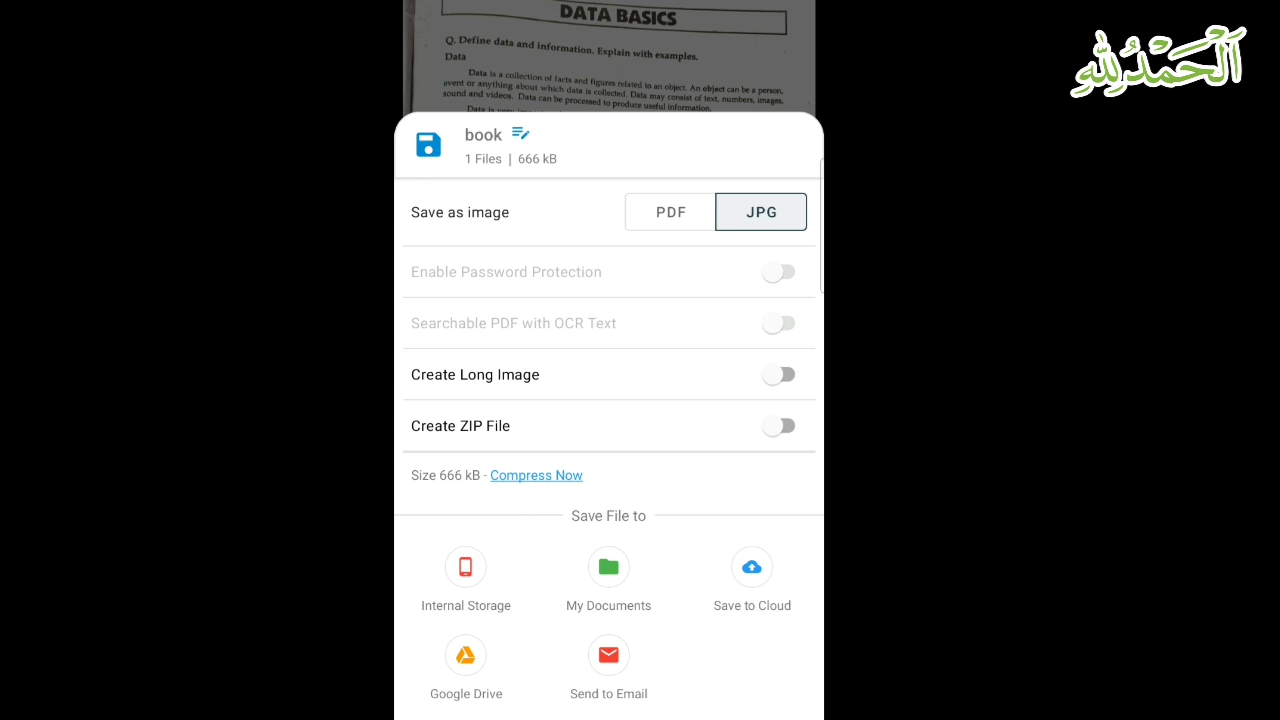 DATA BASICS
Q. Define data and information. Explain with examples.
Data
Data is a collection of facts and figures related to an object. An object can be a person,
event or anything about which data is collected. Data may consist of text, numbers, images,
sound and videos. Data can be processed to produce useful information.
اَلْحَمْدُلِلّٰهِ
book
1 Files | 666 kB
Save as image
PDF
JPG
Enable Password Protection
Searchable PDF with OCR Text
Create Long Image
Create ZIP File
Size 666 kB - Compress Now
Save File to
Internal Storage
My Documents
Save to Cloud
Google Drive
Send to Email